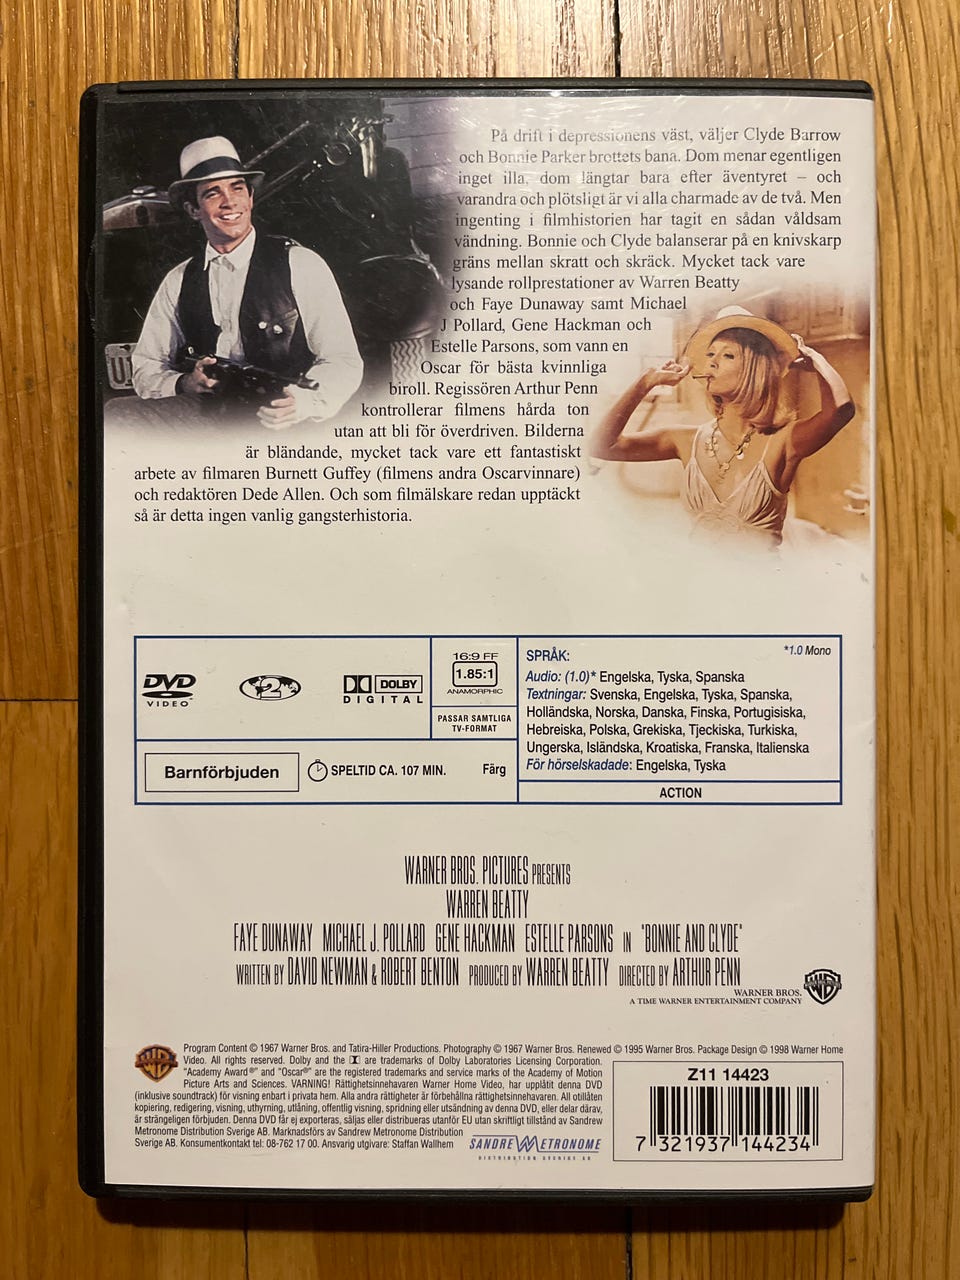 På drift i depressionens väst, väljer Clyde Barrow
och Bonnie Parker brottets bana. Dom menar egentligen
inget illa, dom längtar bara efter äventyret – och
varandra och plötsligt är vi alla charmade av de två. Men
ingenting i filmhistorien har tagit en sådan våldsam
vändning. Bonnie och Clyde balanserar på en knivskarp
gräns mellan skratt och skräck. Mycket tack vare
lysande rollprestationer av Warren Beatty
och Faye Dunaway samt Michael
J Pollard, Gene Hackman och
Estelle Parsons, som vann en
Oscar för bästa kvinnliga
biroll. Regissören Arthur Penn
kontrollerar filmens hårda ton
utan att bli för överdriven. Bilderna
är bländande, mycket tack vare ett fantastiskt
arbete av filmaren Burnett Guffey (filmens andra Oscarvinnare)
och redaktören Dede Allen. Och som filmälskare redan upptäckt
så är detta ingen vanlig gangsterhistoria.
DVD
VIDEO
2
DOLBY
DIGITAL
16:9 FF
1.85:1
ANAMORPHIC
PASSAR SAMTLIGA
TV-FORMAT
Barnförbjuden
SPELTID CA. 107 MIN.
Färg
SPRÅK: *1.0 Mono
Audio: (1.0)* Engelska, Tyska, Spanska
Textningar: Svenska, Engelska, Tyska, Spanska,
Holländska, Norska, Danska, Finska, Portugisiska,
Hebreiska, Polska, Grekiska, Tjeckiska, Turkiska,
Ungerska, Isländska, Kroatiska, Franska, Italienska
För hörselskadade: Engelska, Tyska
ACTION
WARNER BROS. PICTURES PRESENTS
WARREN BEATTY
FAYE DUNAWAY MICHAEL J. POLLARD GENE HACKMAN ESTELLE PARSONS IN "BONNIE AND CLYDE"
WRITTEN BY DAVID NEWMAN & ROBERT BENTON PRODUCED BY WARREN BEATTY DIRECTED BY ARTHUR PENN
WARNER BROS.
A TIME WARNER ENTERTAINMENT COMPANY
Program Content © 1967 Warner Bros. and Tatira-Hiller Productions. Photography © 1967 Warner Bros. Renewed © 1995 Warner Bros. Package Design © 1998 Warner Home
Video. All rights reserved. Dolby and the are trademarks of Dolby Laboratories Licensing Corporation.
"Academy Award®" and "Oscar®" are the registered trademark and service marks of the Academy of Motion
Picture Arts and Sciences. VARNING! Rättighetsinnehavaren Warner Home Video, har upplåtit denna DVD
(inklusive soundtrack) för visning enbart i privata hem. Alla andra rättigheter är förbehållna rättighetsinnehavaren. All otillåten
kopiering, redigering, visning, uthyrning, utlåning, offentlig visning, spridning eller utsändning av denna DVD, eller delar därav,
är strängeligen förbjuden. Denna DVD får ej exporteras, säljas eller distribueras utanför EU utan skriftligt tillstånd av Sandrew
Metronome Distribution Sverige AB. Marknadsförs av Sandrew Metronome Distribution
Sverige AB. Konsumentkontakt tel: 08-762 17 00. Ansvarig utgivare: Staffan Wallhem
SANDREW METRONOME
DISTRIBUTION SVERIGE AB
Z11 14423
7 321937 144234